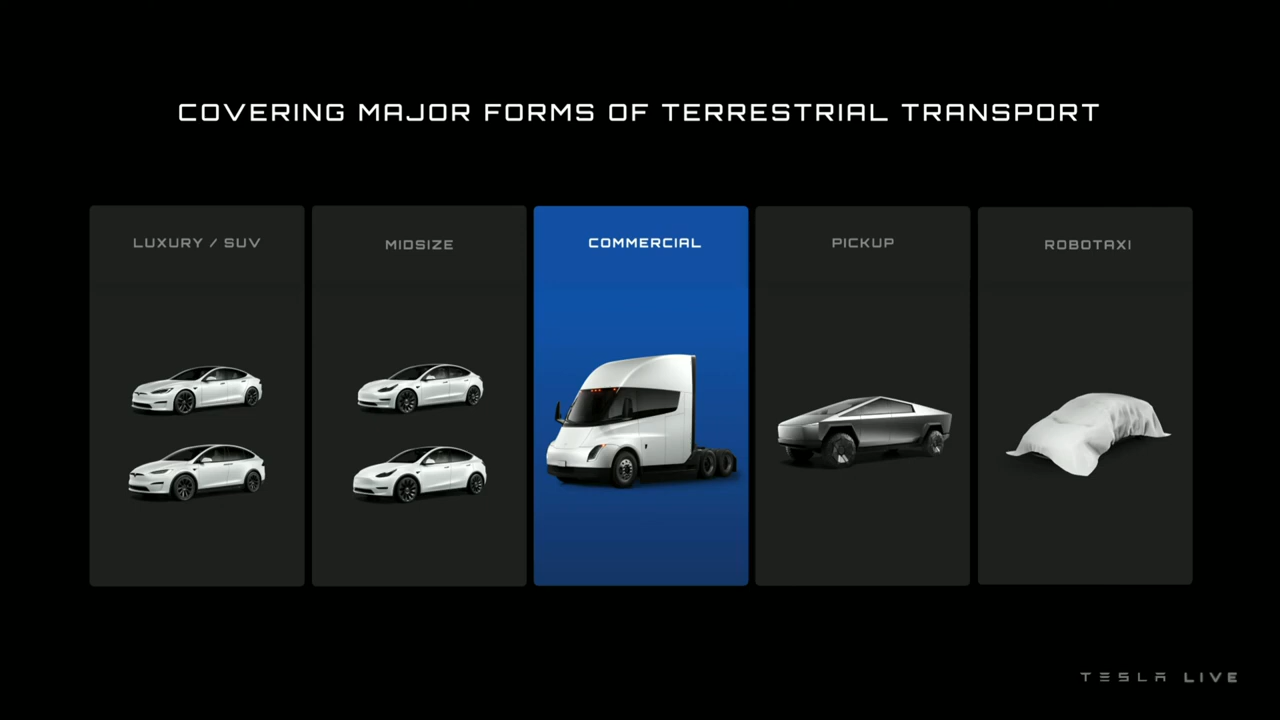 COVERING MAJOR FORMS OF TERRESTRIAL TRANSPORT
LUXURY / SUV
MIDSIZE
COMMERCIAL
PICKUP
ROBOTAXI
TESLA LIVE